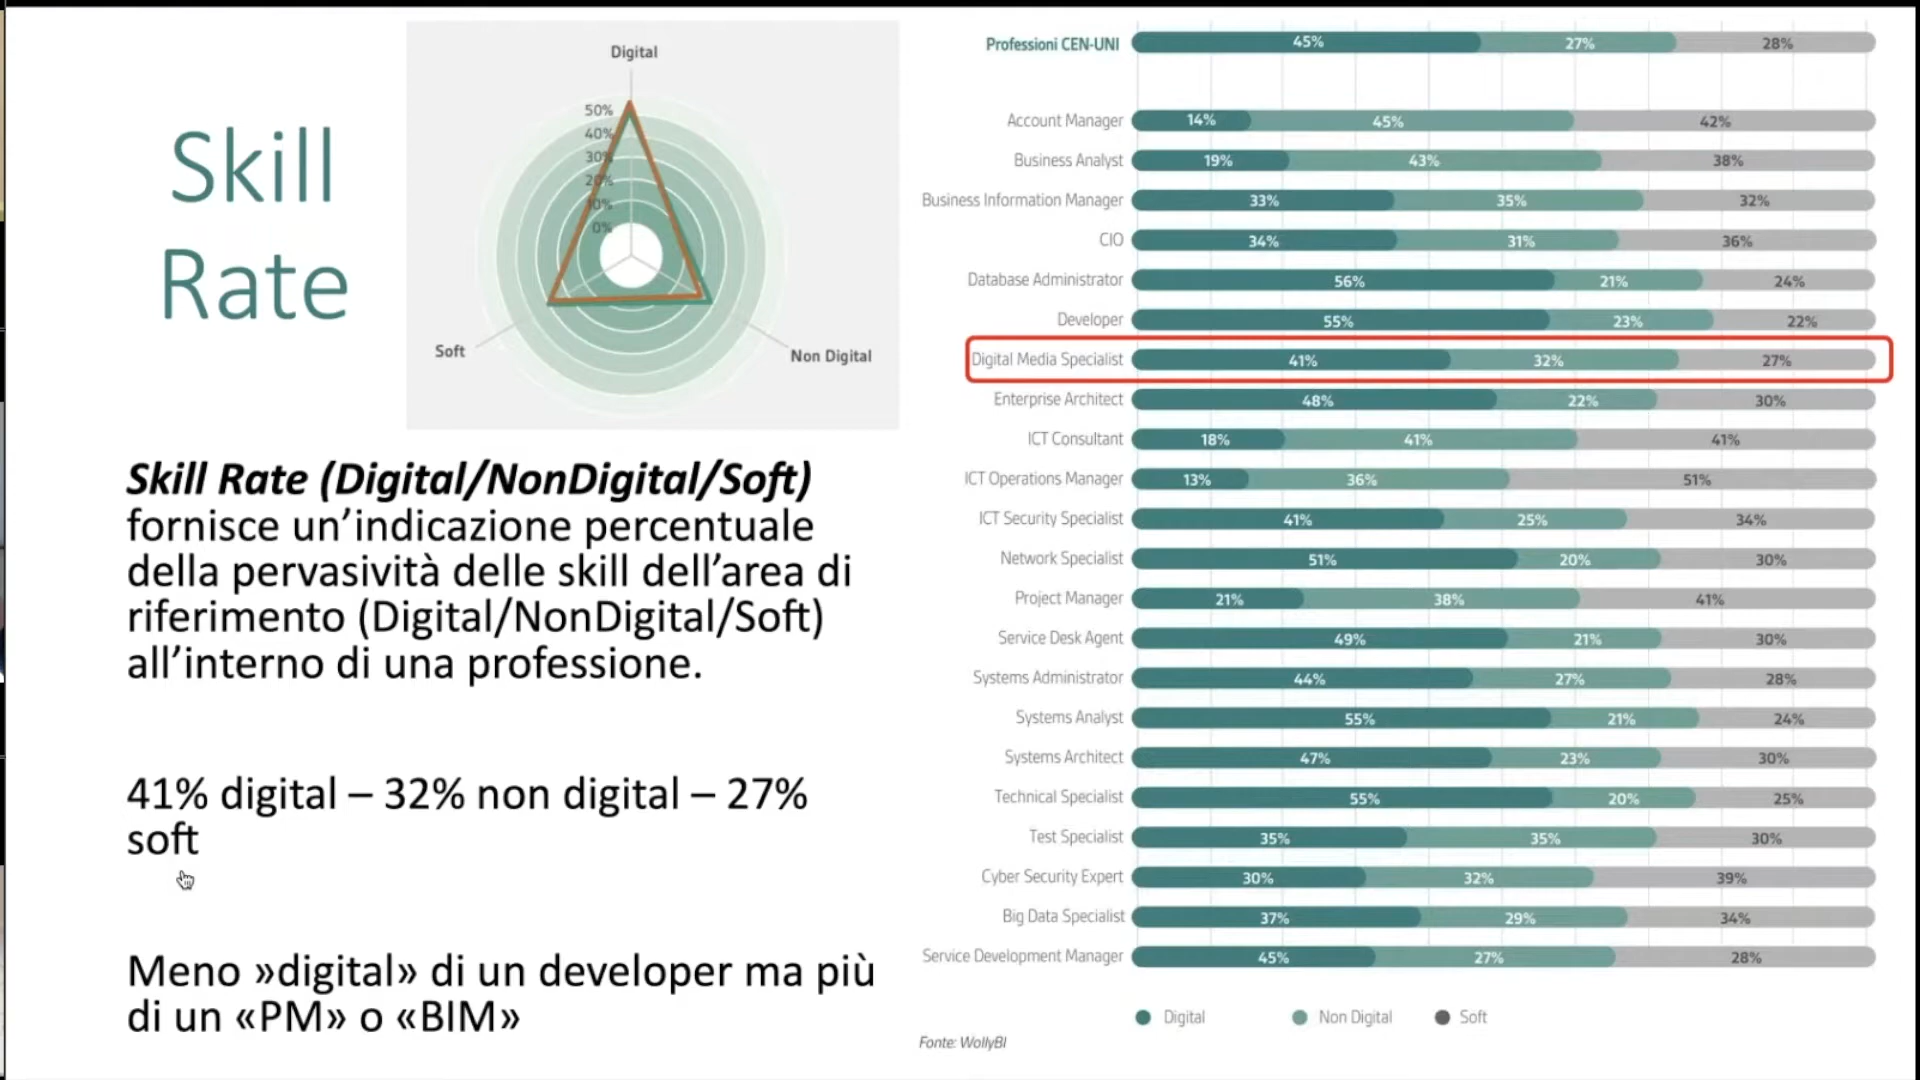 Skill
Rate
Digital
50%
40%
30%
20%
10%
0%
Soft
Non Digital
Skill Rate (Digital/NonDigital/Soft)
fornisce un’indicazione percentuale
della pervasività delle skill dell’area di
riferimento (Digital/NonDigital/Soft)
all’interno di una professione.
41% digital – 32% non digital – 27%
soft
Meno »digital» di un developer ma più
di un «PM» o «BIM»
Professioni CEN-UNI 45% 27% 28%
Account Manager 14% 45% 42%
Business Analyst 19% 43% 38%
Business Information Manager 33% 35% 32%
CIO 34% 31% 36%
Database Administrator 56% 21% 24%
Developer 55% 23% 22%
Digital Media Specialist 41% 32% 27%
Enterprise Architect 48% 22% 30%
ICT Consultant 18% 41% 41%
ICT Operations Manager 13% 36% 51%
ICT Security Specialist 41% 25% 34%
Network Specialist 51% 20% 30%
Project Manager 21% 38% 41%
Service Desk Agent 49% 21% 30%
Systems Administrator 44% 27% 28%
Systems Analyst 55% 21% 24%
Systems Architect 47% 23% 30%
Technical Specialist 55% 20% 25%
Test Specialist 35% 35% 30%
Cyber Security Expert 30% 32% 39%
Big Data Specialist 37% 29% 34%
Service Development Manager 45% 27% 28%
Digital Non Digital Soft
Fonte: WollyBI